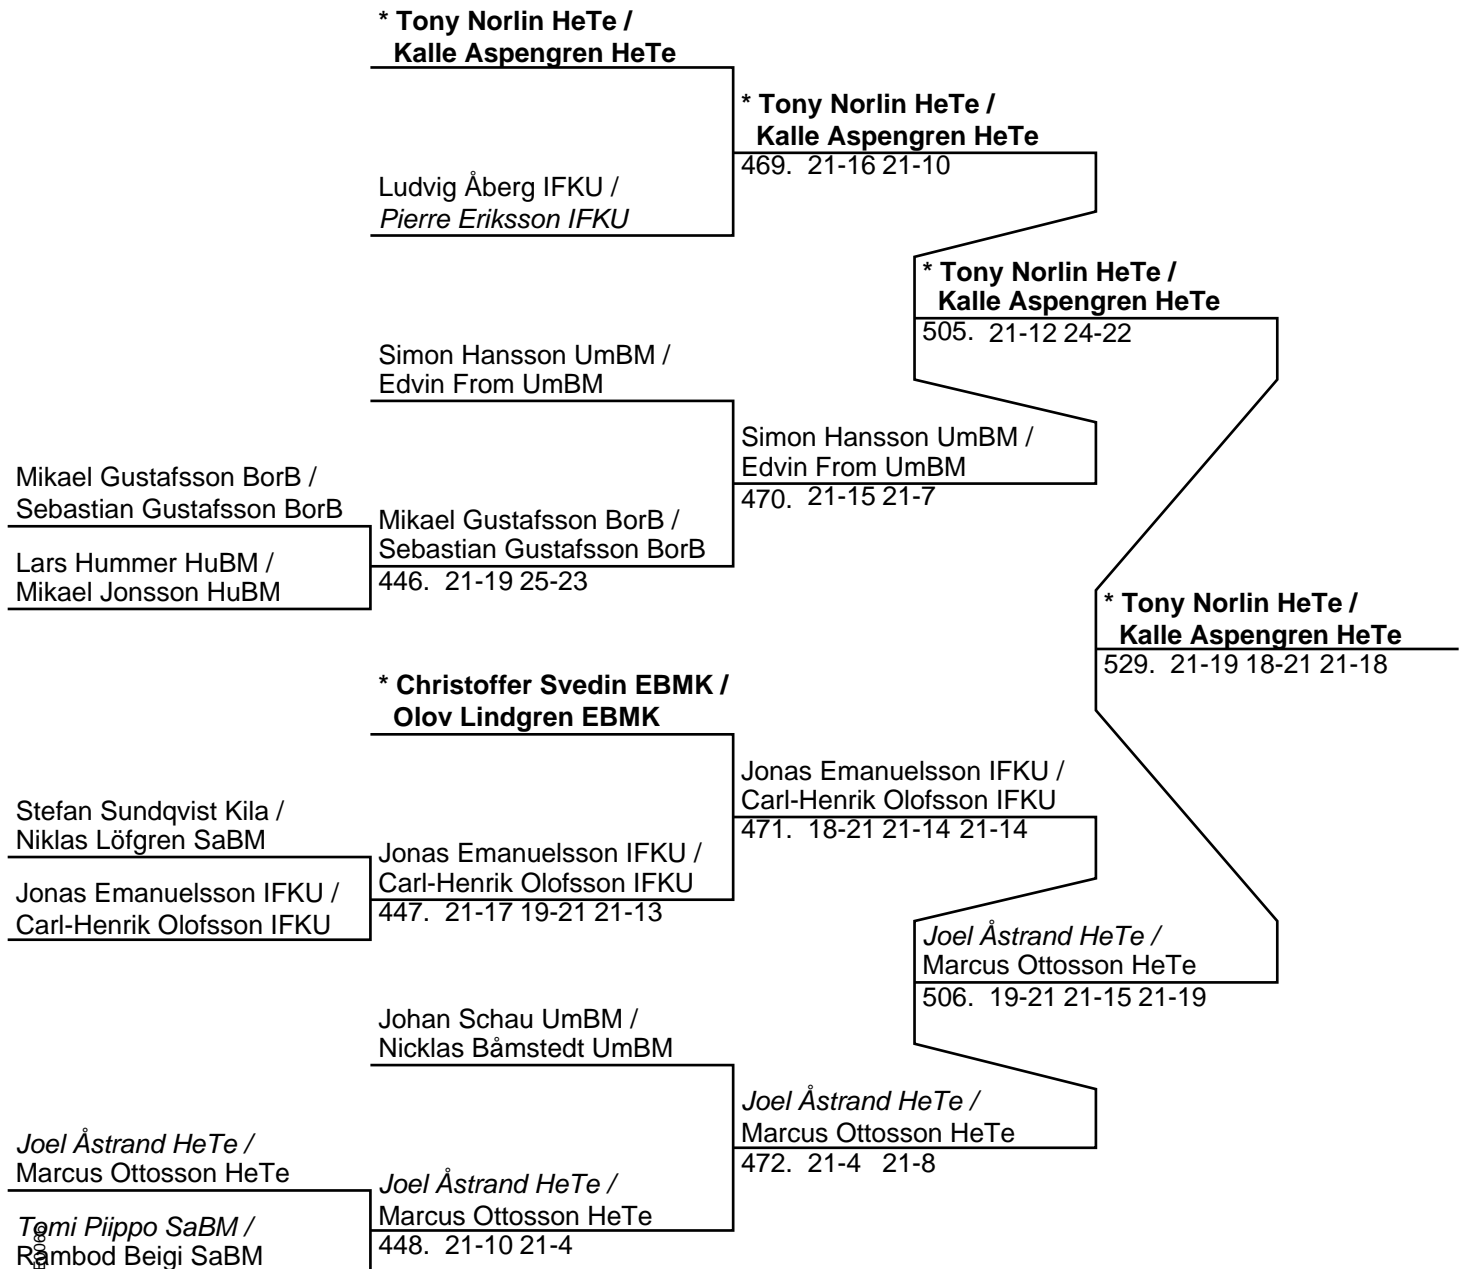 * Tony Norlin HeTe /
Kalle Aspengren HeTe
* Tony Norlin HeTe /
Kalle Aspengren HeTe
469. 21-16 21-10
Ludvig Åberg IFKU /
Pierre Eriksson IFKU
* Tony Norlin HeTe /
Kalle Aspengren HeTe
505. 21-12 24-22
Simon Hansson UmBM /
Edvin From UmBM
Simon Hansson UmBM /
Edvin From UmBM
470. 21-15 21-7
Mikael Gustafsson BorB /
Sebastian Gustafsson BorB
Mikael Gustafsson BorB /
Sebastian Gustafsson BorB
446. 21-19 25-23
Lars Hummer HuBM /
Mikael Jonsson HuBM
* Tony Norlin HeTe /
Kalle Aspengren HeTe
529. 21-19 18-21 21-18
* Christoffer Svedin EBMK /
Olov Lindgren EBMK
Jonas Emanuelsson IFKU /
Carl-Henrik Olofsson IFKU
471. 18-21 21-14 21-14
Stefan Sundqvist Kila /
Niklas Löfgren SaBM
Jonas Emanuelsson IFKU /
Carl-Henrik Olofsson IFKU
447. 21-17 19-21 21-13
Jonas Emanuelsson IFKU /
Carl-Henrik Olofsson IFKU
Joel Åstrand HeTe /
Marcus Ottosson HeTe
506. 19-21 21-15 21-19
Johan Schau UmBM /
Nicklas Båmstedt UmBM
Joel Åstrand HeTe /
Marcus Ottosson HeTe
472. 21-4 21-8
Joel Åstrand HeTe /
Marcus Ottosson HeTe
Joel Åstrand HeTe /
Marcus Ottosson HeTe
448. 21-10 21-4
Tomi Piippo SaBM /
Rambod Beigi SaBM